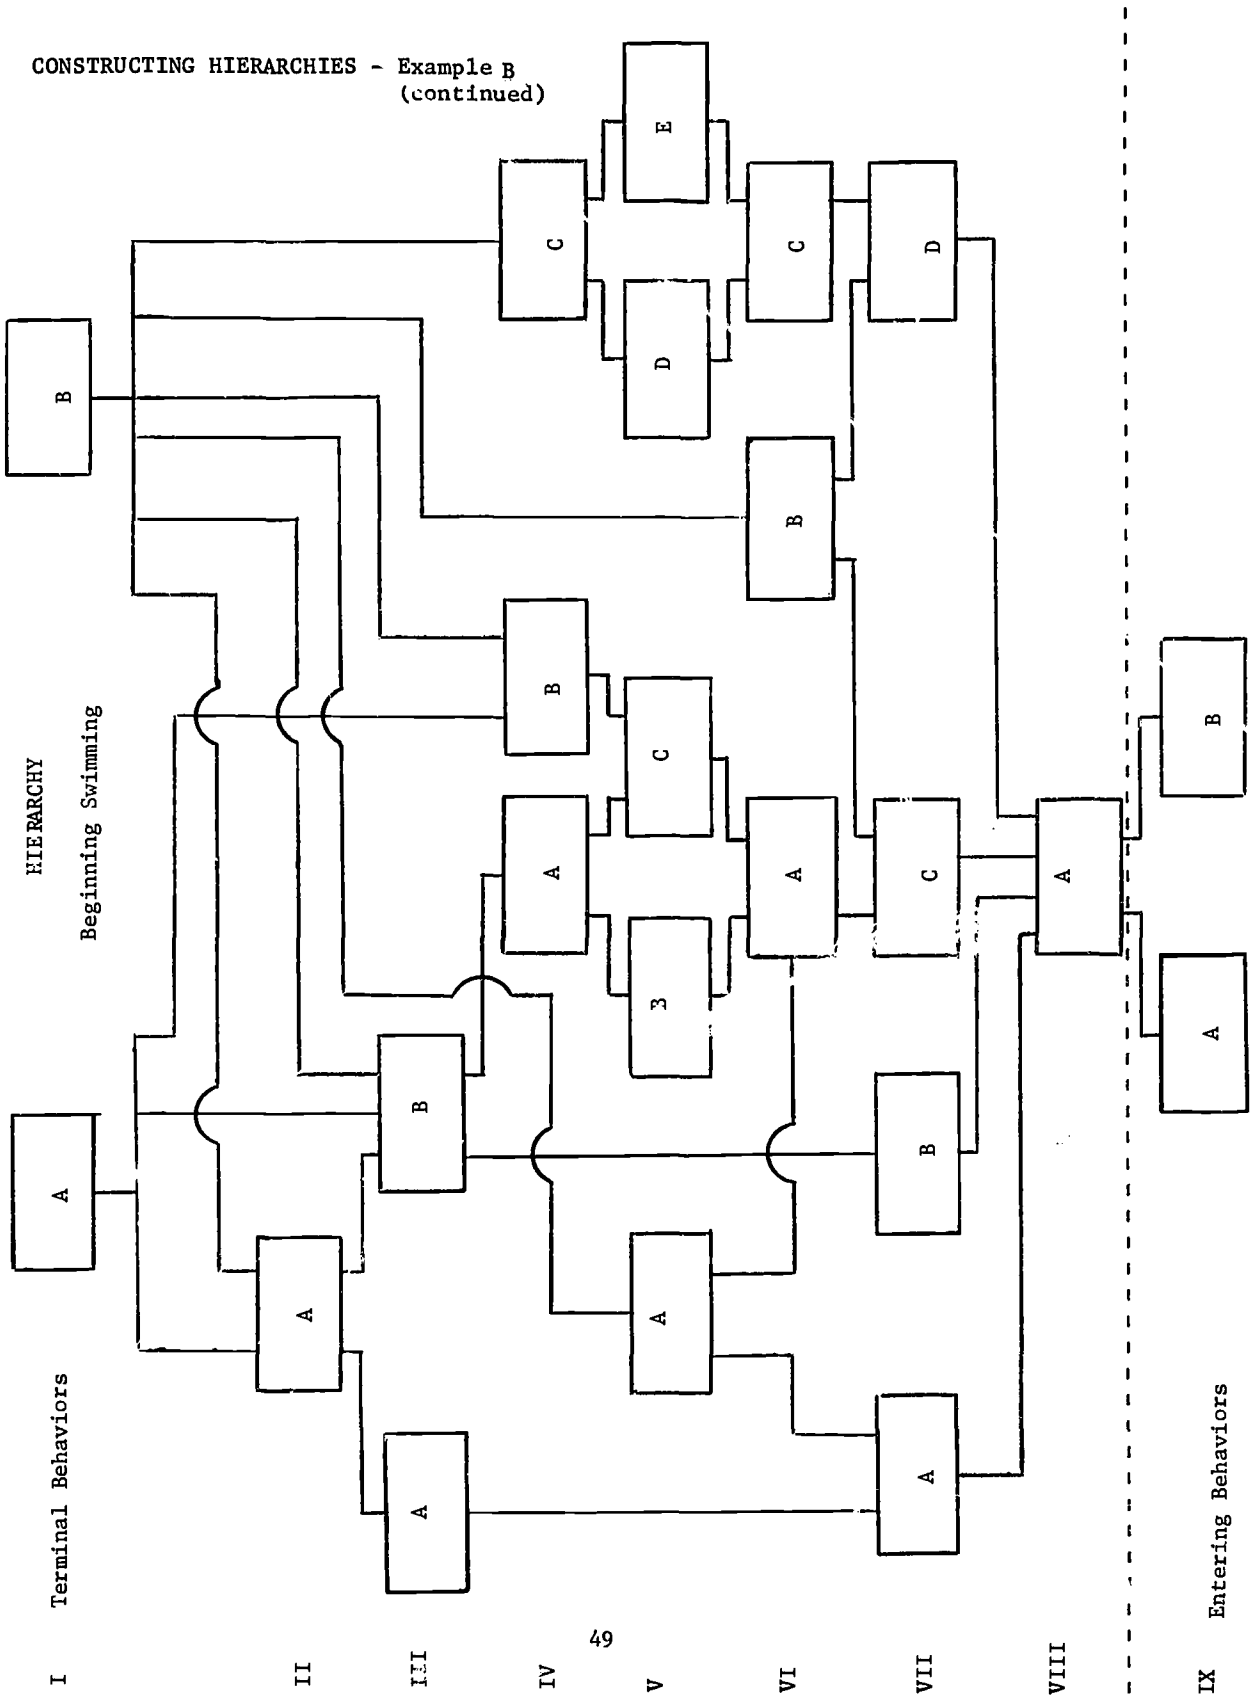 CONSTRUCTING HIERARCHIES - Example B
(continued)
HIERARCHY
Beginning Swimming
I Terminal Behaviors A B
II A
III A B
IV A B C
V A B C D E
VI A B C
VII A B C D
VIII A
IX Entering Behaviors A B
49